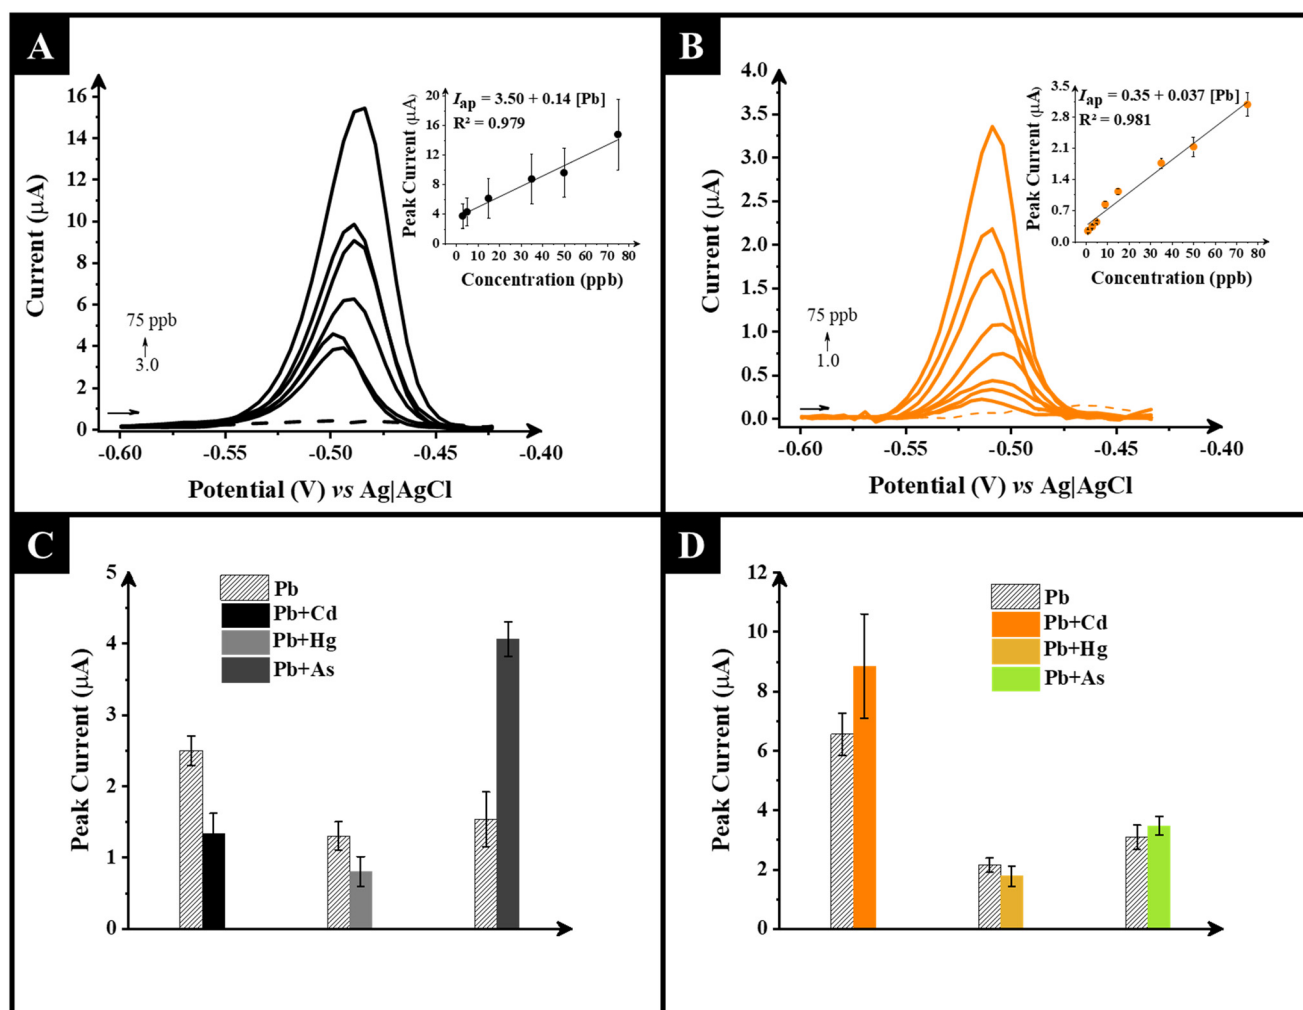 A
Current (μA)
16
14
12
10
8
6
4
2
0
-0.60
-0.55
-0.50
-0.45
-0.40
Potential (V) vs Ag|AgCl
75 ppb
3.0
Peak Current (μA)
20
16
12
8
4
0
Iap = 3.50 + 0.14 [Pb]
R² = 0.979
0 10 20 30 40 50 60 70 80
Concentration (ppb)
B
Current (μA)
4.0
3.5
3.0
2.5
2.0
1.5
1.0
0.5
0.0
-0.60
-0.55
-0.50
-0.45
-0.40
Potential (V) vs Ag|AgCl
75 ppb
1.0
Peak Current (μA)
3.5
2.8
2.1
1.4
0.7
0.0
Iap = 0.35 + 0.037 [Pb]
R² = 0.981
0 10 20 30 40 50 60 70 80
Concentration (ppb)
C
Peak Current (μA)
5
4
3
2
1
0
Pb
Pb+Cd
Pb+Hg
Pb+As
D
Peak Current (μA)
12
10
8
6
4
2
0
Pb
Pb+Cd
Pb+Hg
Pb+As